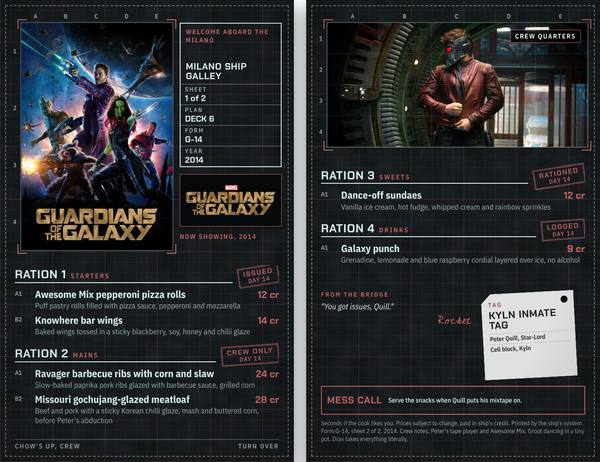 A B C D E
1
2
3
4
GUARDIANS
OF THE
GALAXY
WELCOME ABOARD THE
MILANO
MILANO SHIP
GALLEY
SHEET
1 of 2
PLAN
DECK 6
FORM
G-14
YEAR
2014
MARVEL
GUARDIANS
OF THE
GALAXY
NOW SHOWING, 2014
RATION 1 STARTERS
ISSUED
DAY 14
A1 Awesome Mix pepperoni pizza rolls 12 cr
Puff pastry rolls filled with pizza sauce, pepperoni and mozzarella
B2 Knowhere bar wings 14 cr
Baked wings tossed in a sticky blackberry, soy, honey and chilli glaze
RATION 2 MAINS
CREW ONLY
DAY 14
A1 Ravager barbecue ribs with corn and slaw 24 cr
Slow-baked paprika pork ribs glazed with barbecue sauce, grilled corn
B2 Missouri gochujang-glazed meatloaf 28 cr
Beef and pork with a sticky Korean chilli glaze, mash and buttered corn,
before Peter's abduction
CHOW'S UP, CREW TURN OVER
A B C D E
1
2
3
4
CREW QUARTERS
RATION 3 SWEETS
RATIONED
DAY 14
A1 Dance-off sundaes 12 cr
Vanilla ice cream, hot fudge, whipped cream and rainbow sprinkles
RATION 4 DRINKS
LOGGED
DAY 14
A1 Galaxy punch 9 cr
Grenadine, lemonade and blue raspberry cordial layered over ice, no alcohol
FROM THE BRIDGE
"You got issues, Quill."
Rocket
TAG
KYLN INMATE
TAG
Peter Quill, Star-Lord
Cell block, Kyln
MESS CALL Serve the snacks when Quill puts his mixtape on.
Seconds if the cook likes you. Prices subject to change, paid in ship's credit. Printed by the ship's system.
Form G-14, sheet 2 of 2, 2014. Crew notes: Peter's tape player and Awesome Mix. Groot dancing in a tiny
pot. Drax takes everything literally.